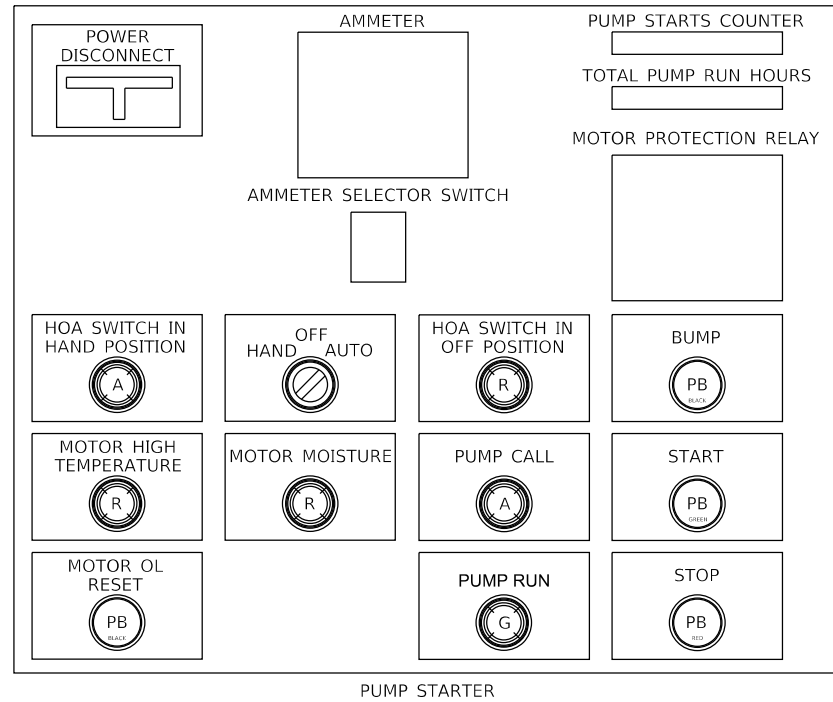 POWER
DISCONNECT
AMMETER
PUMP STARTS COUNTER
TOTAL PUMP RUN HOURS
MOTOR PROTECTION RELAY
AMMETER SELECTOR SWITCH
HOA SWITCH IN
HAND POSITION
A
OFF
HAND AUTO
HOA SWITCH IN
OFF POSITION
R
BUMP
PB
BLACK
MOTOR HIGH
TEMPERATURE
R
MOTOR MOISTURE
R
PUMP CALL
A
START
PB
GREEN
MOTOR OL
RESET
PB
BLACK
PUMP RUN
G
STOP
PB
RED
PUMP STARTER